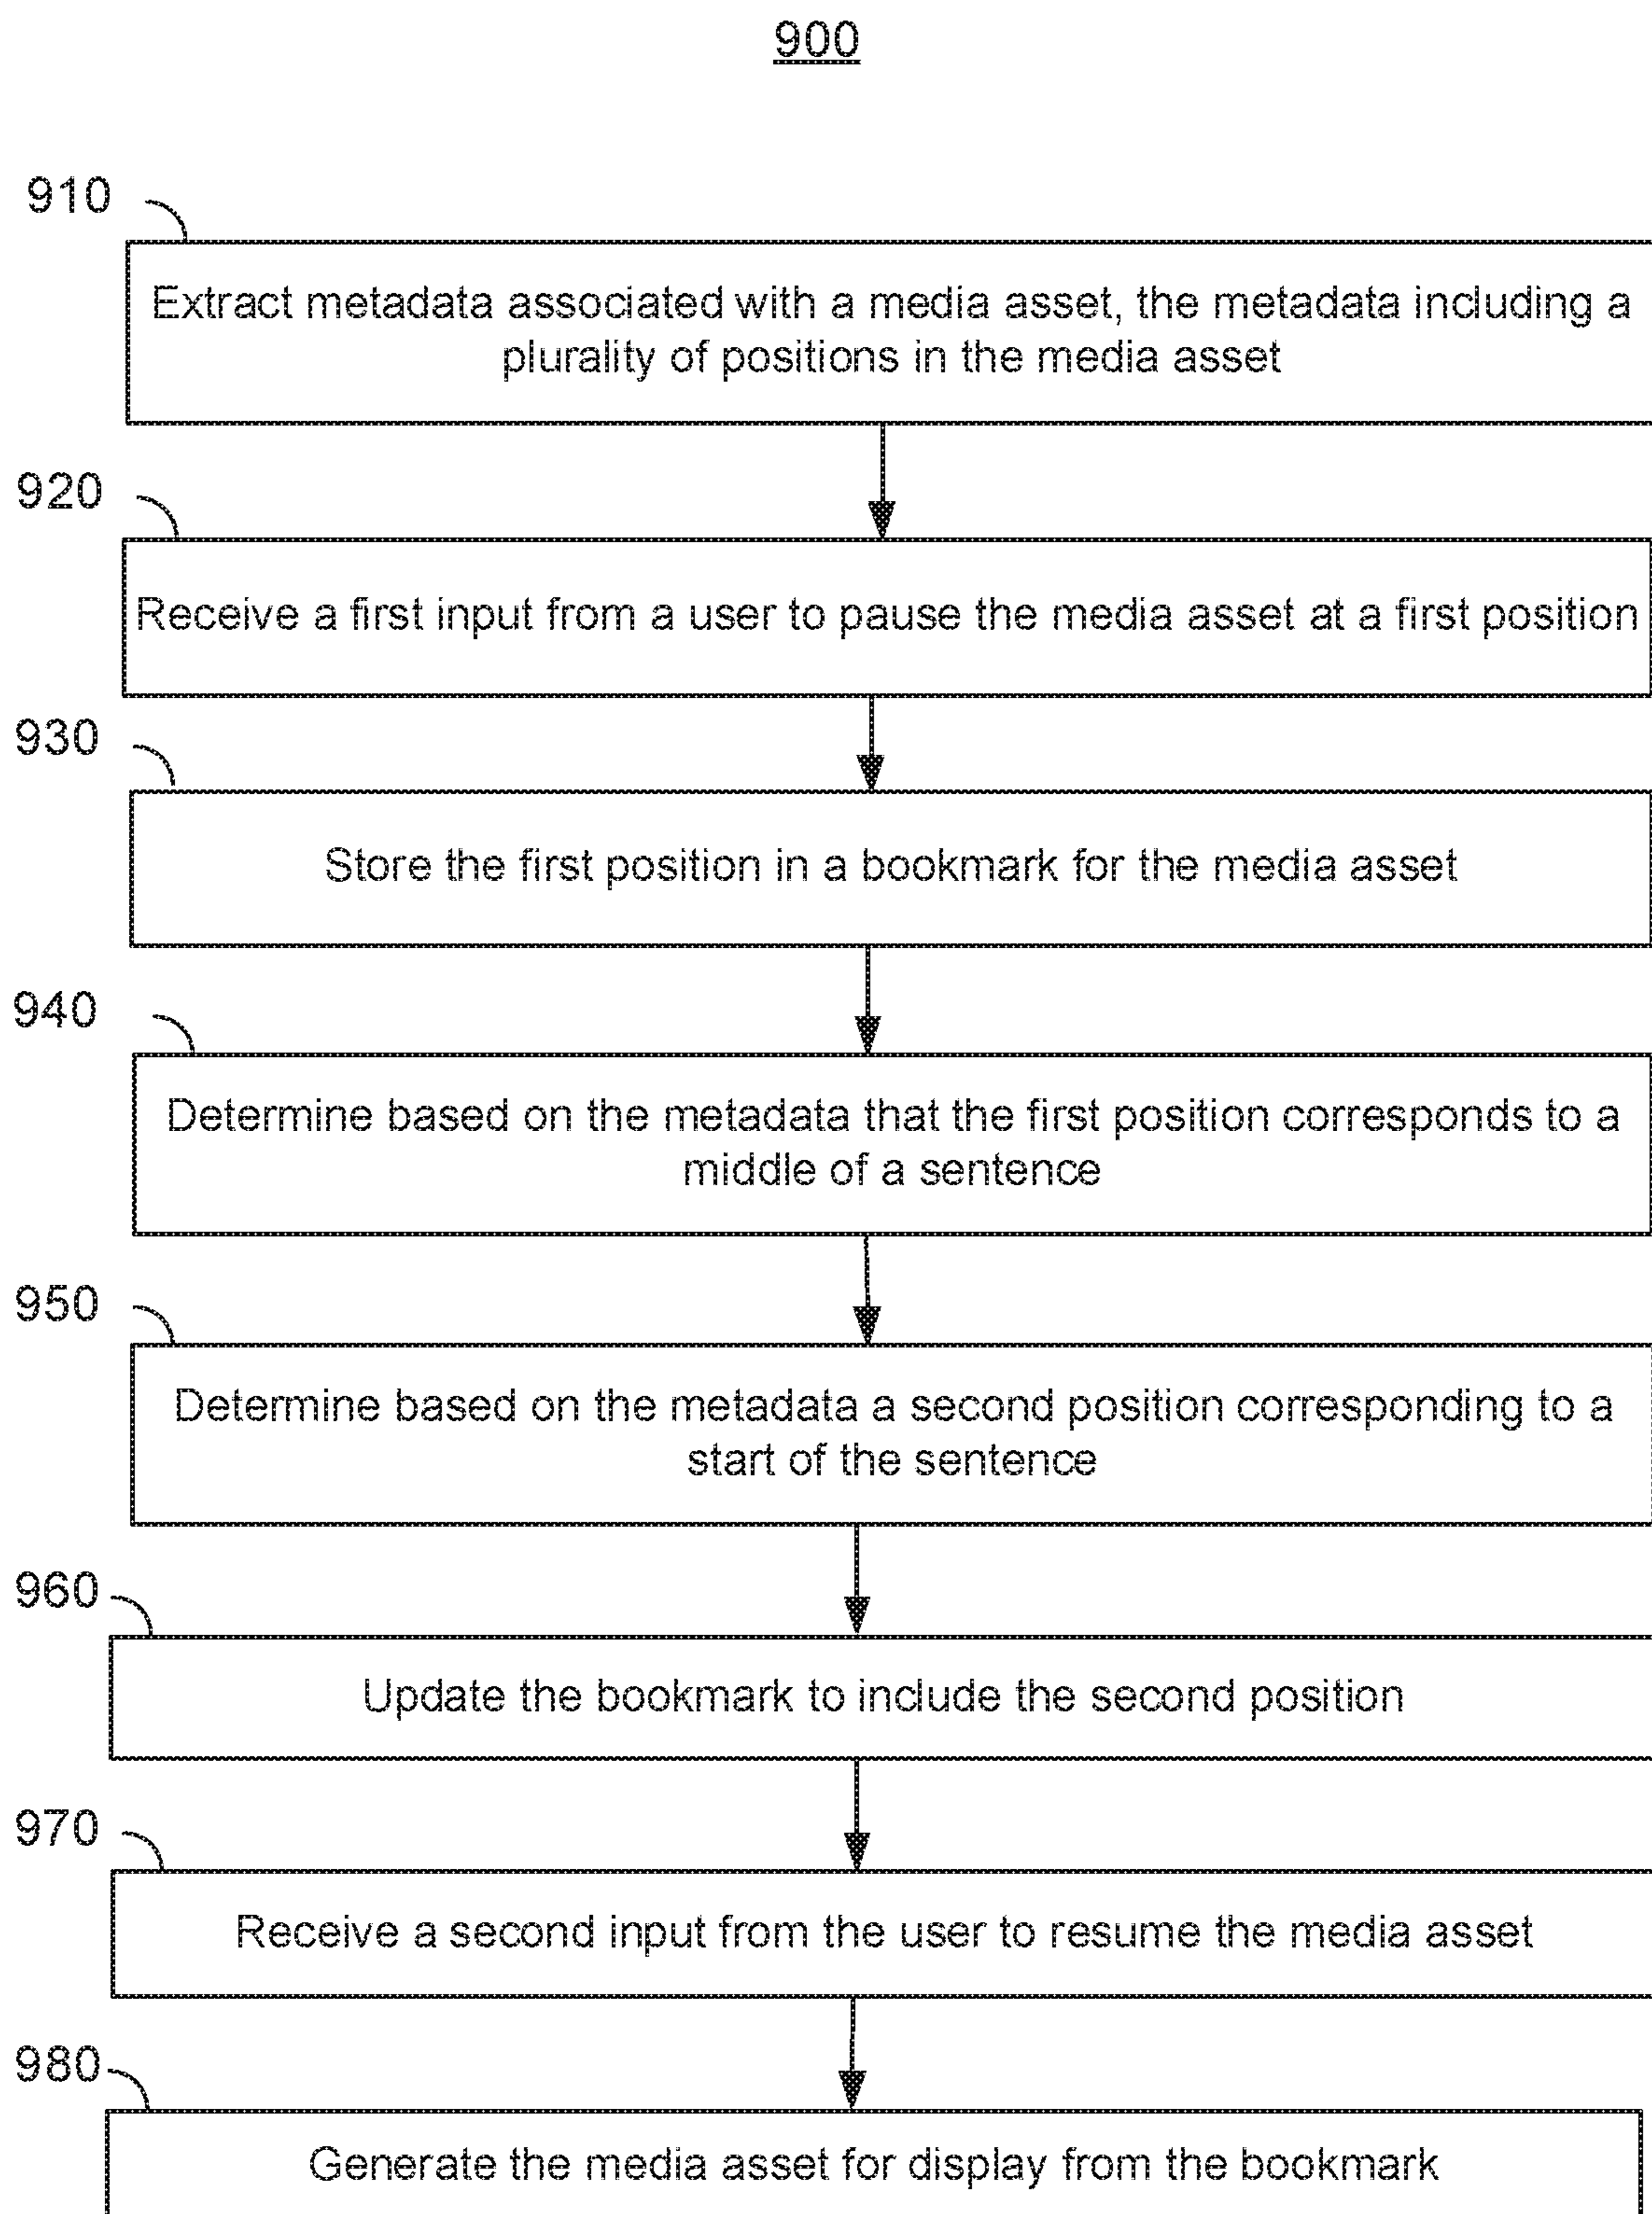 900
910
Extract metadata associated with a media asset, the metadata including a
plurality of positions in the media asset
920
Receive a first input from a user to pause the media asset at a first position
930
Store the first position in a bookmark for the media asset
940
Determine based on the metadata that the first position corresponds to a
middle of a sentence
950
Determine based on the metadata a second position corresponding to a
start of the sentence
960
Update the bookmark to include the second position
970
Receive a second input from the user to resume the media asset
980
Generate the media asset for display from the bookmark